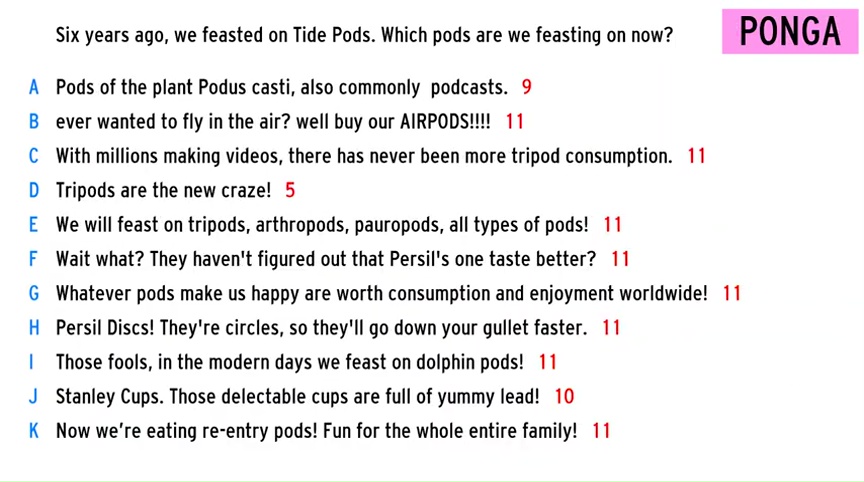 Six years ago, we feasted on Tide Pods. Which pods are we feasting on now?
PONGA
A Pods of the plant Podus casti, also commonly podcasts. 9
B ever wanted to fly in the air? well buy our AIRPODS!!!! 11
C With millions making videos, there has never been more tripod consumption. 11
D Tripods are the new craze! 5
E We will feast on tripods, arthropods, pauropods, all types of pods! 11
F Wait what? They haven't figured out that Persil's one taste better? 11
G Whatever pods make us happy are worth consumption and enjoyment worldwide! 11
H Persil Discs! They're circles, so they'll go down your gullet faster. 11
I Those fools, in the modern days we feast on dolphin pods! 11
J Stanley Cups. Those delectable cups are full of yummy lead! 10
K Now we're eating re-entry pods! Fun for the whole entire family! 11